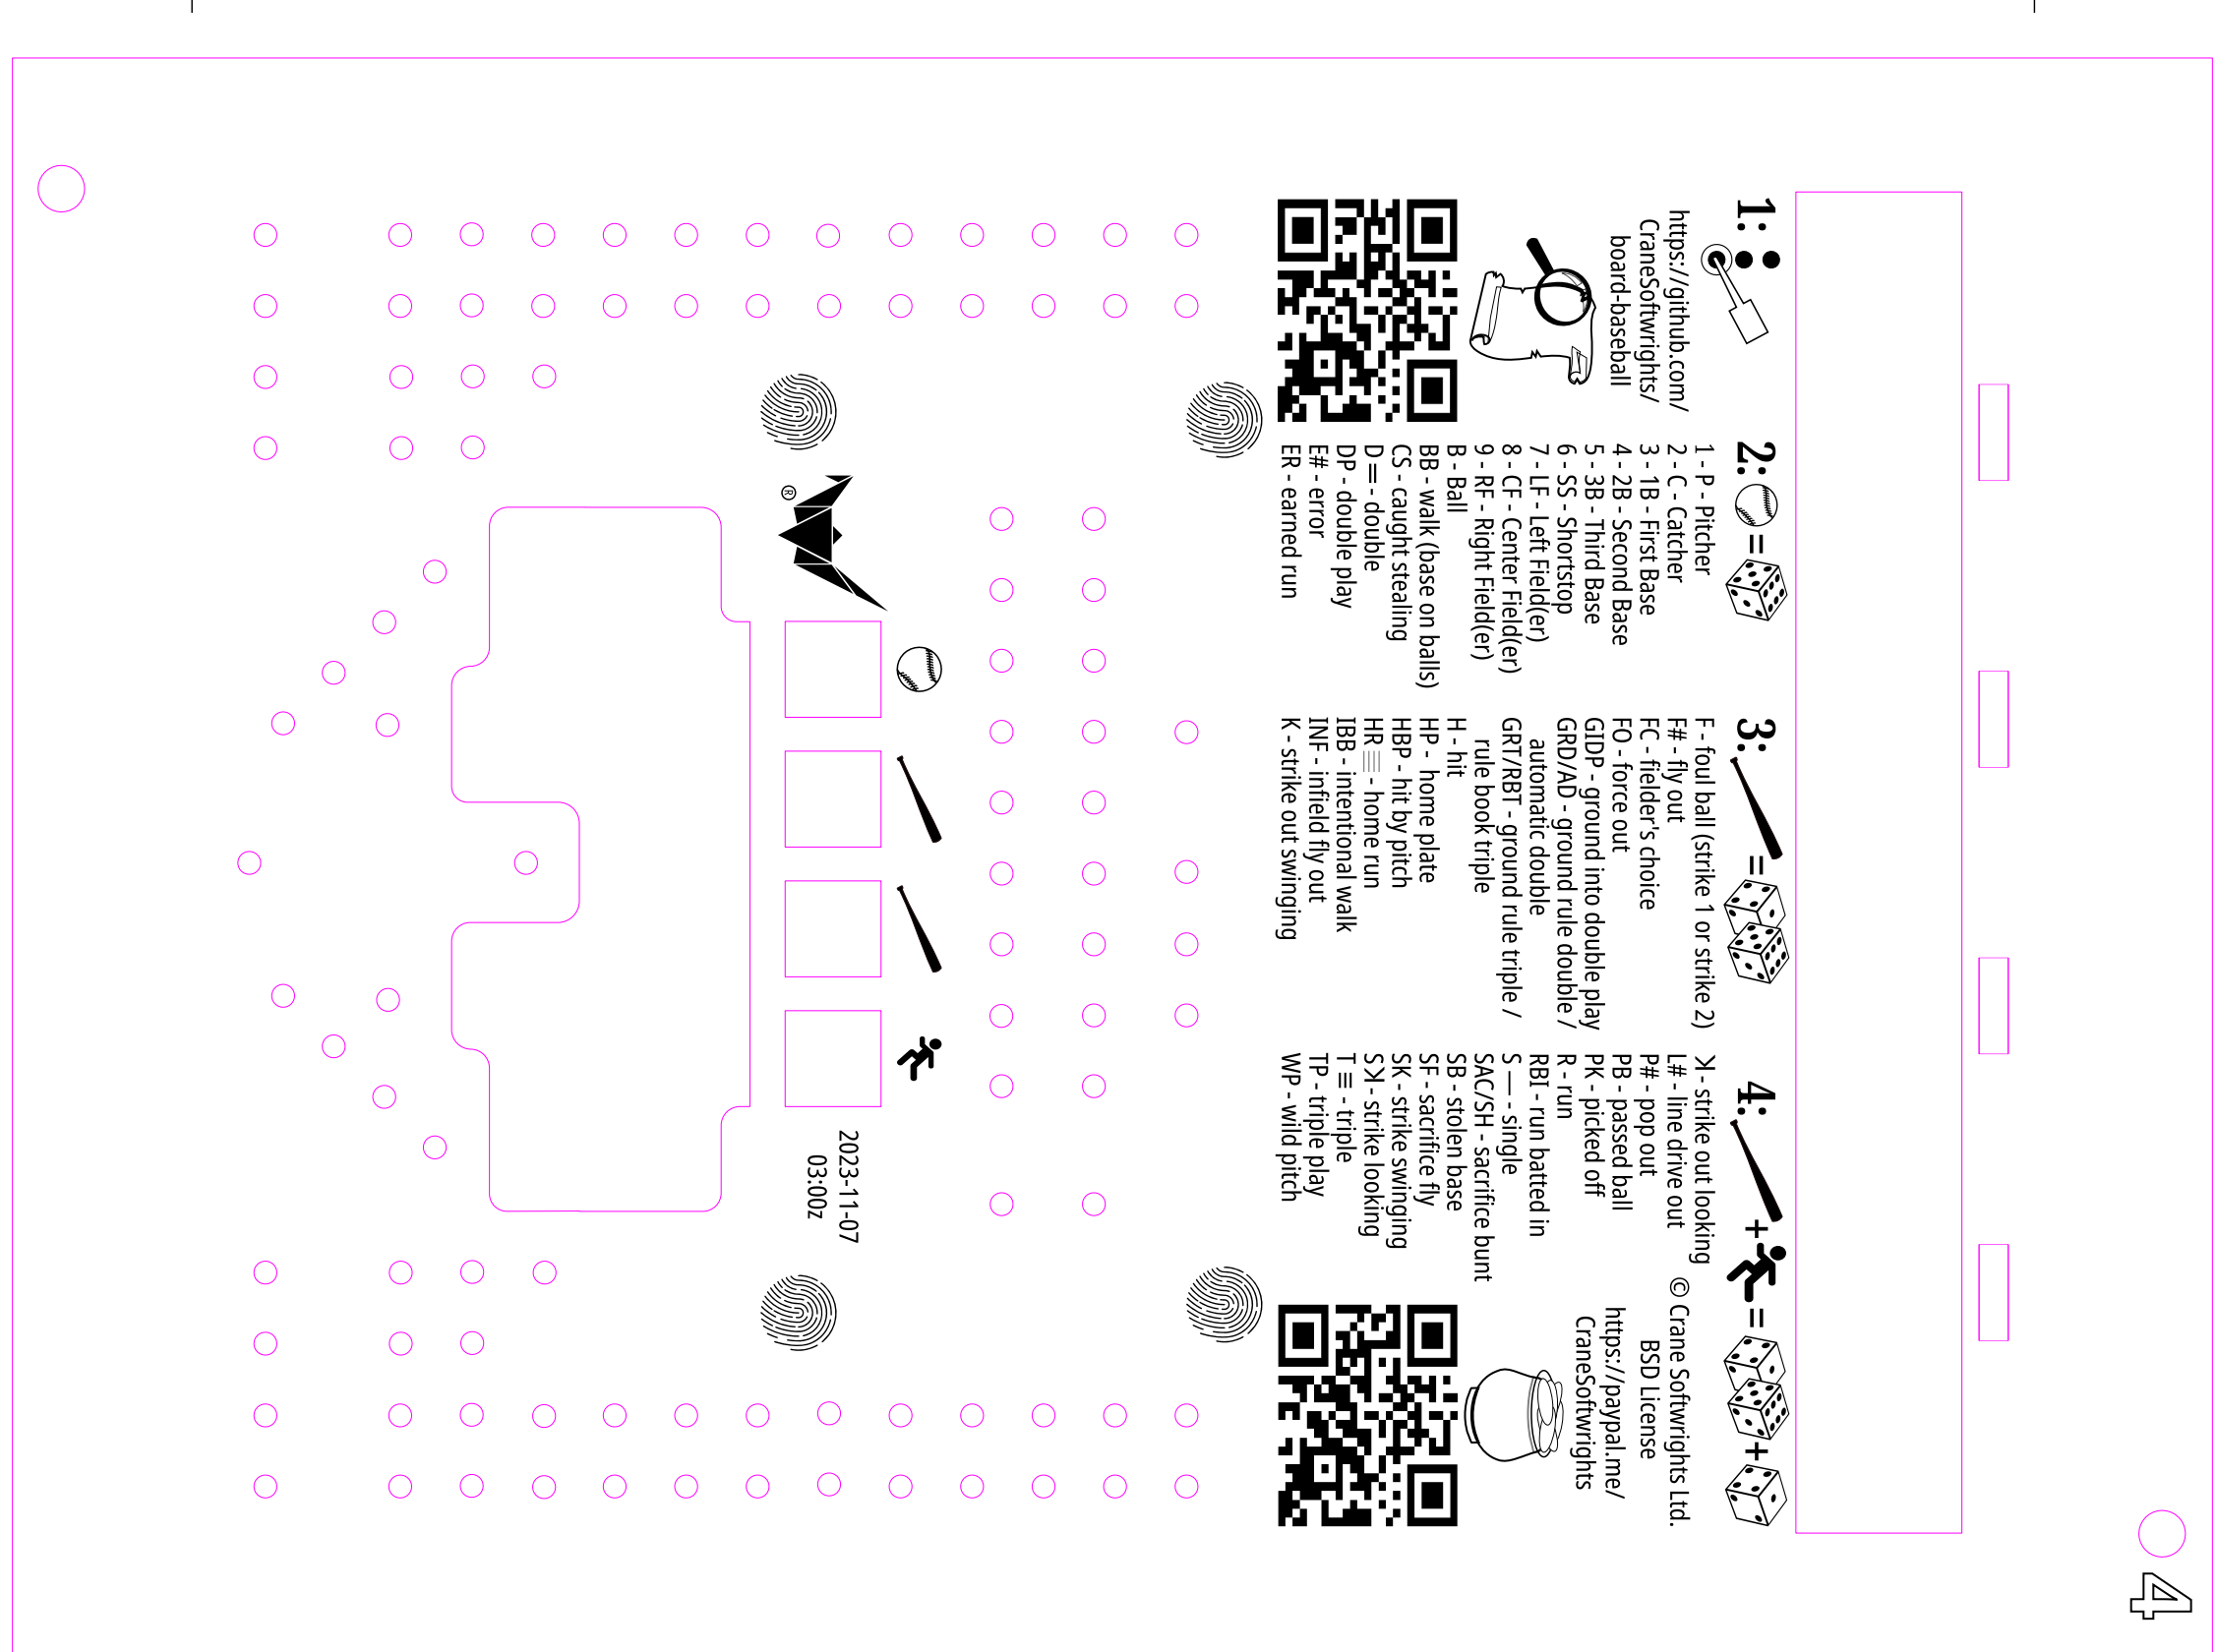 1:
https://github.com/
CraneSoftwrights/
board-baseball
2: =
1 - P - Pitcher
2 - C - Catcher
3 - 1B - First Base
4 - 2B - Second Base
5 - 3B - Third Base
6 - SS - Shortstop
7 - LF - Left Field(er)
8 - CF - Center Field(er)
9 - RF - Right Field(er)
B - Ball
BB - walk (base on balls)
CS - caught stealing
D = - double
DP - double play
E# - error
ER - earned run
3: =
F - foul ball (strike 1 or strike 2)
F# - fly out
FC - fielder's choice
FO - force out
GIDP - ground into double play
GRD/AD - ground rule double /
automatic double
GRT/RBT - ground rule triple /
rule book triple
H - hit
HP - home plate
HBP - hit by pitch
HR 𝄘 - home run
IBB - intentional walk
INF - infield fly out
K - strike out swinging
4: + = +
ꓘ - strike out looking
L# - line drive out
P# - pop out
PB - passed ball
PK - picked off
R - run
RBI - run batted in
S — - single
SAC/SH - sacrifice bunt
SB - stolen base
SF - sacrifice fly
SK - strike swinging
SꓘI - strike looking
T ≡ - triple
TP - triple play
WP - wild pitch
© Crane Softwrights Ltd.
BSD License
https://paypal.me/
CraneSoftwrights
®
2023-11-07
03:00z
4